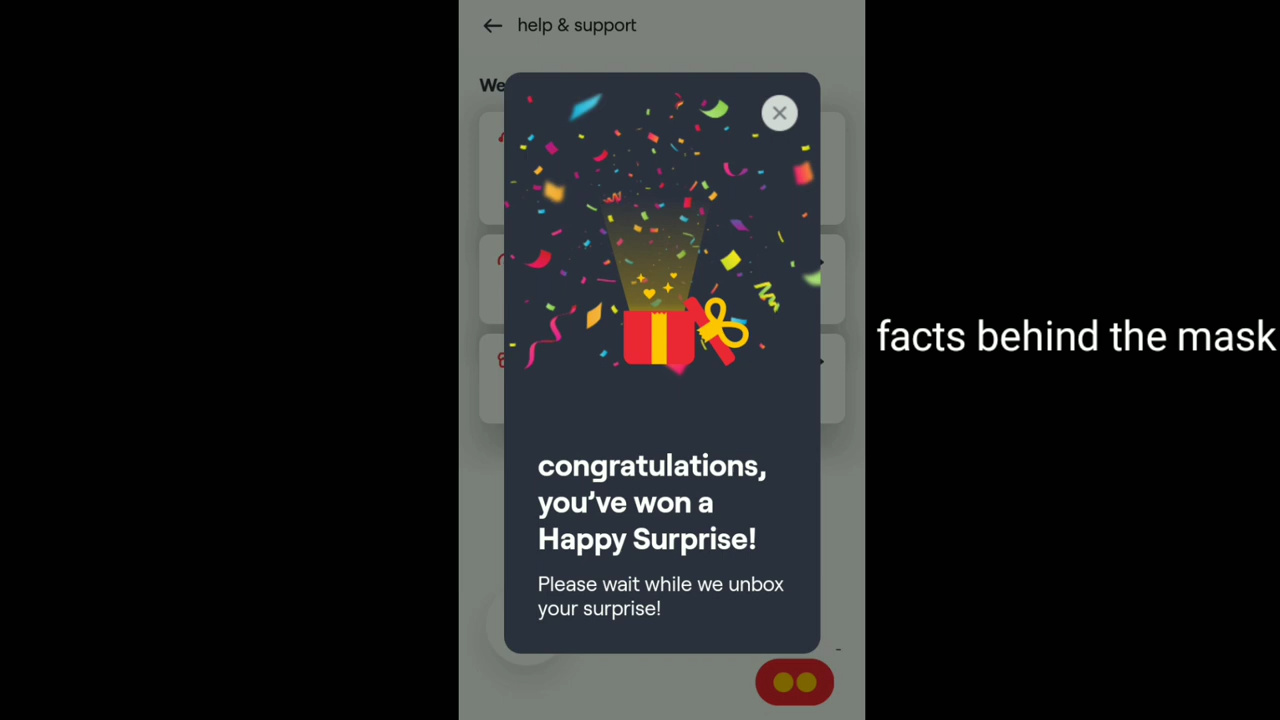 help & support
We
congratulations,
you've won a
Happy Surprise!
Please wait while we unbox
your surprise!
facts behind the mask